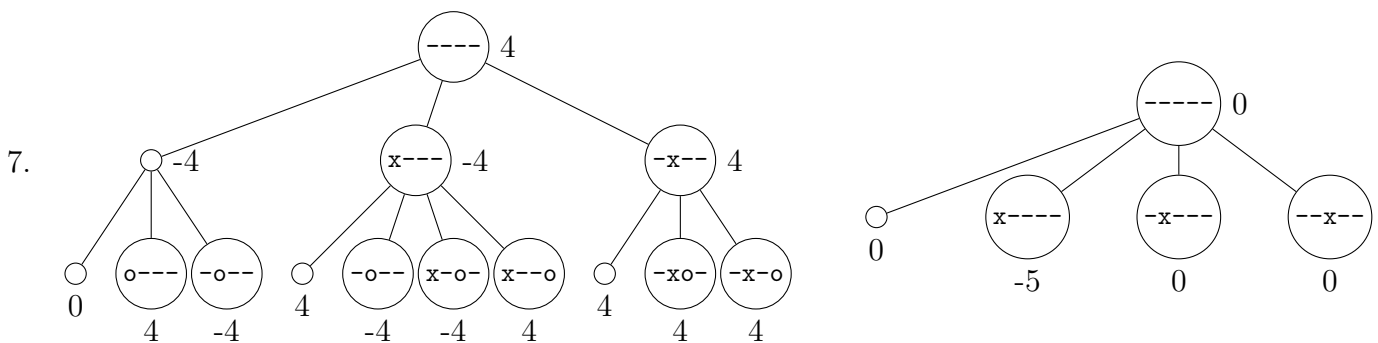 7.
---- 4
-4
x--- -4
-x-- 4
0
o--- 4
-o-- -4
4
-o-- -4
x-o- -4
x--o 4
4
-xo- 4
-x-o 4
----- 0
0
x---- -5
-x--- 0
--x-- 0